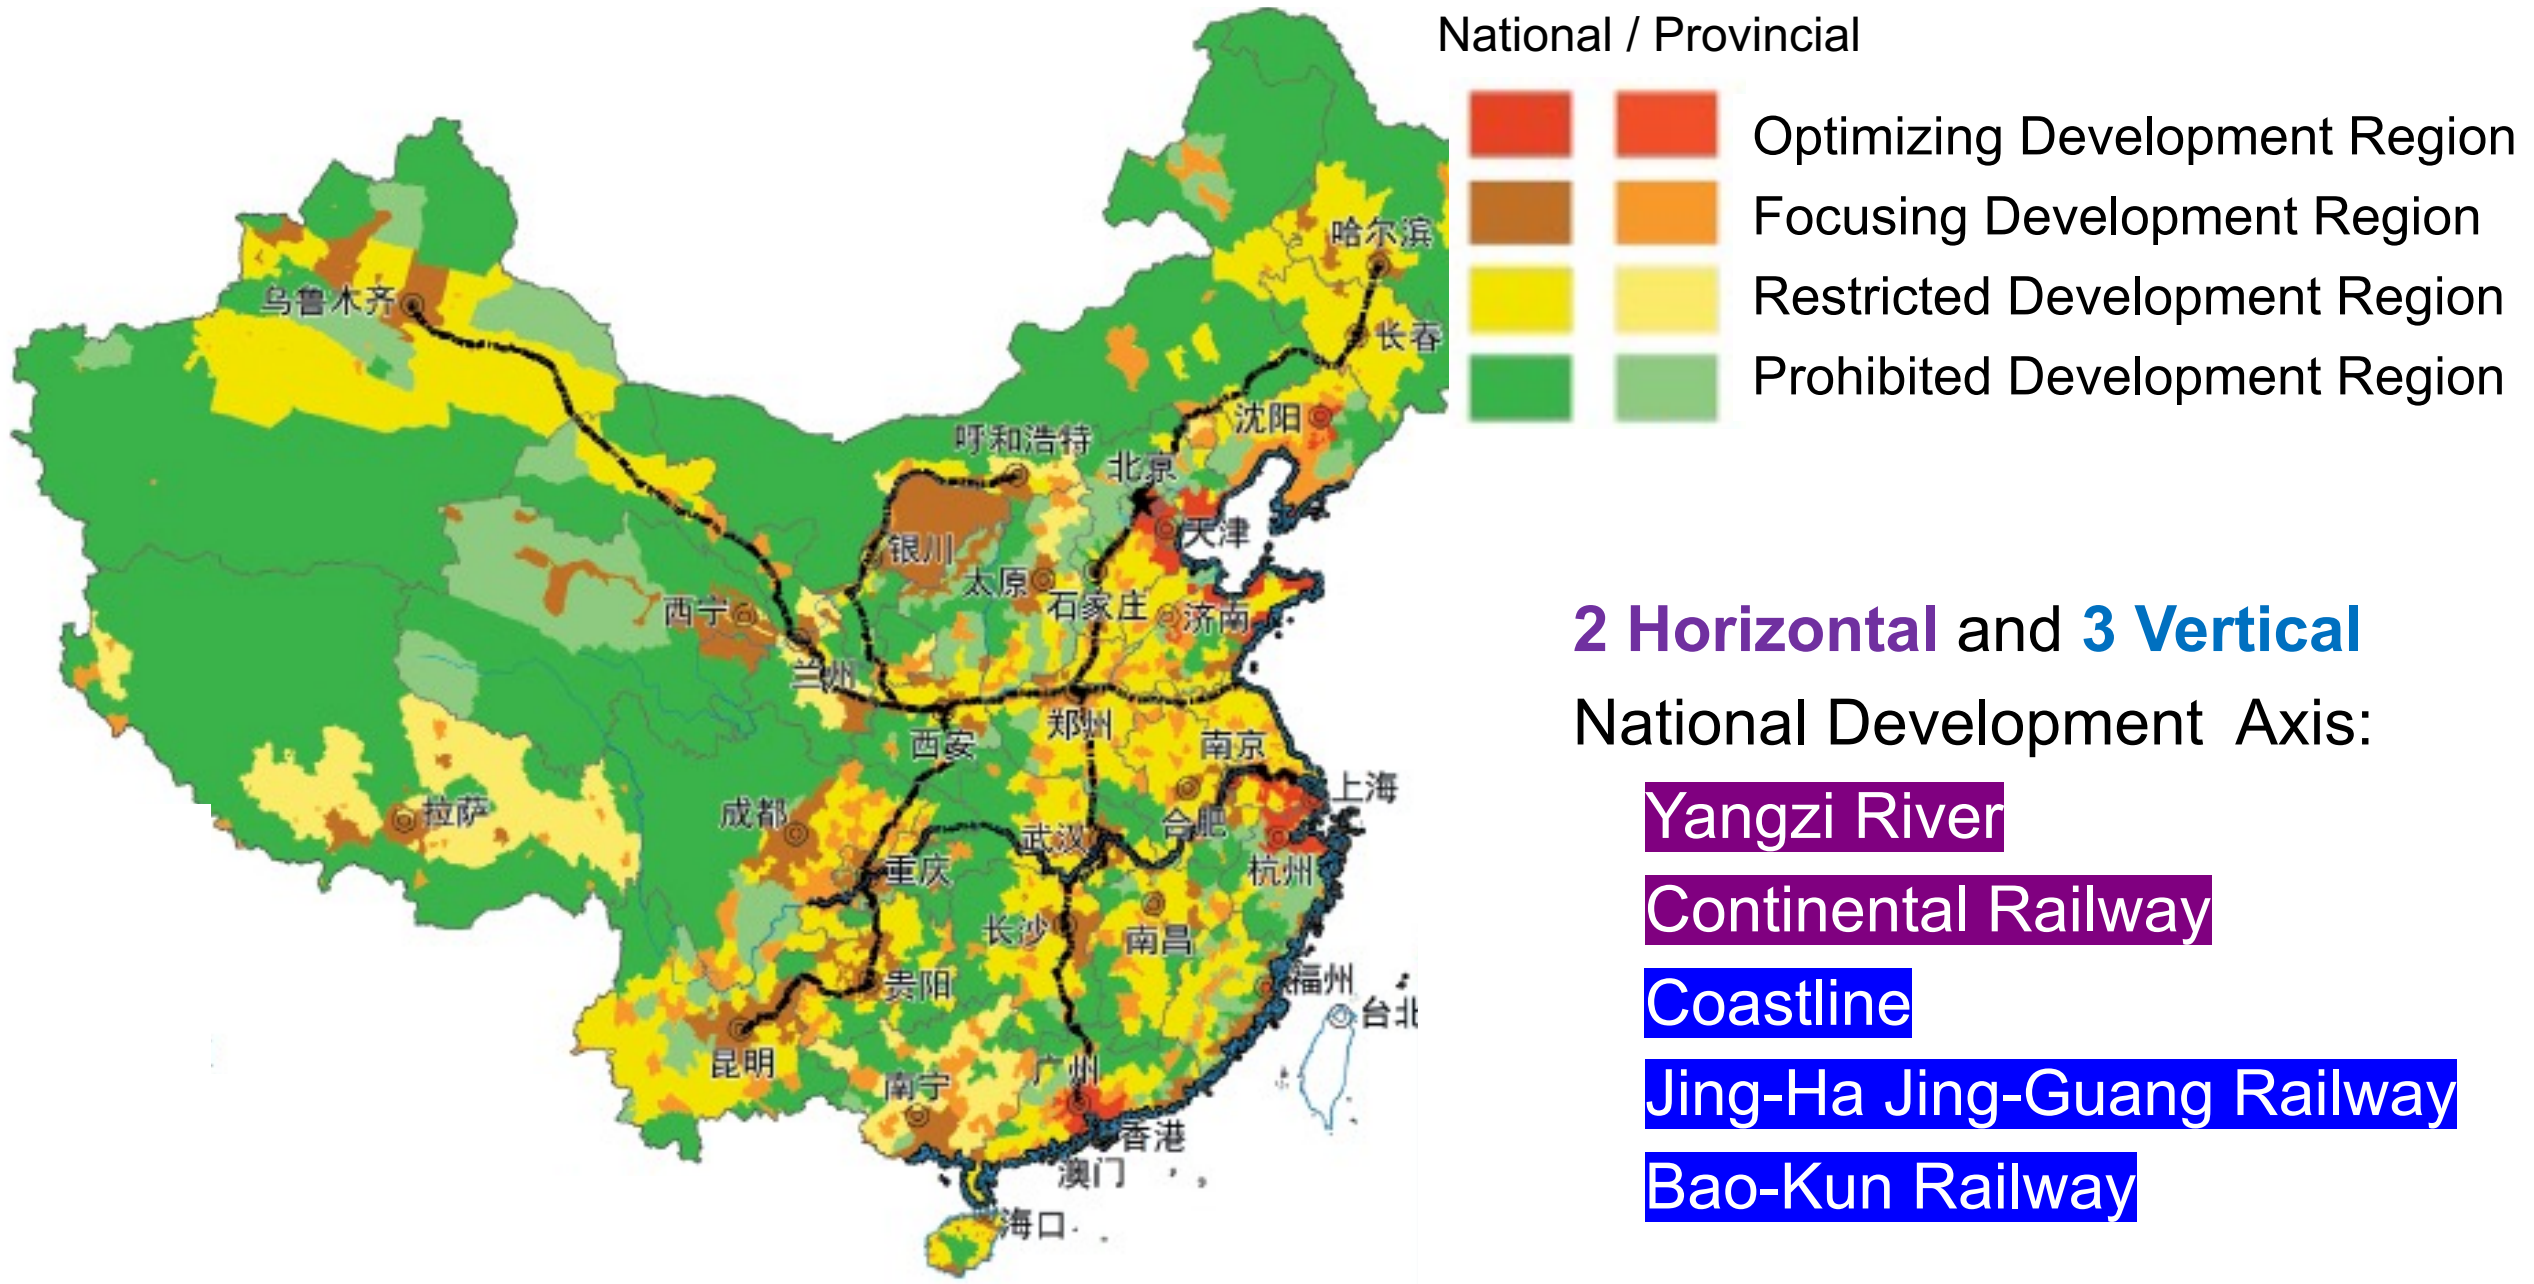 National / Provincial
Optimizing Development Region
Focusing Development Region
Restricted Development Region
Prohibited Development Region
哈尔滨
乌鲁木齐
长春
沈阳
呼和浩特
北京
天津
银川
太原
西宁
石家庄
济南
兰州
郑州
西安
南京
上海
成都
拉萨
合肥
武汉
重庆
杭州
长沙
南昌
贵阳
福州
台北
昆明
广州
南宁
香港
澳门
海口
2 Horizontal and 3 Vertical
National Development Axis:
Yangzi River
Continental Railway
Coastline
Jing-Ha Jing-Guang Railway
Bao-Kun Railway